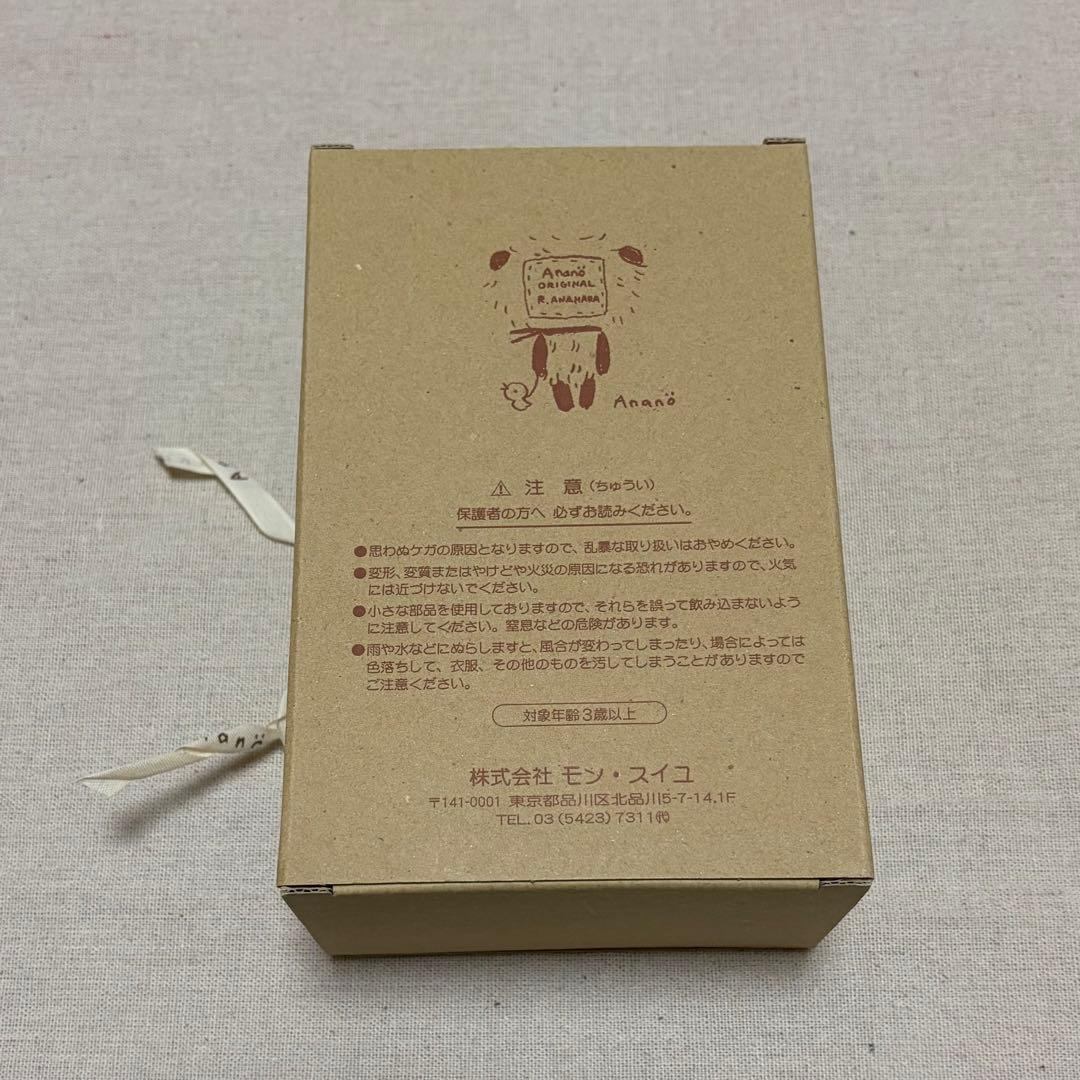 Ananö
ORIGINAL
R. ANAHARA
Ananö
⚠ 注 意 (ちゅうい)
保護者の方へ 必ずお読みください。
●思わぬケガの原因となりますので、乱暴な取り扱いはおやめください。
●変形、変質またはやけどや火災の原因になる恐れがありますので、火気
には近づけないでください。
●小さな部品を使用しておりますので、それらを誤って飲み込まないよう
に注意してください。窒息などの危険があります。
●雨や水などにぬらしますと、風合が変わってしまったり、場合によっては
色落ちして、衣服、その他のものを汚してしまうことがありますので
ご注意ください。
対象年齢3歳以上
株式会社 モン・スイユ
〒141-0001 東京都品川区北品川5-7-14.1F
TEL. 03 (5423) 7311㈹